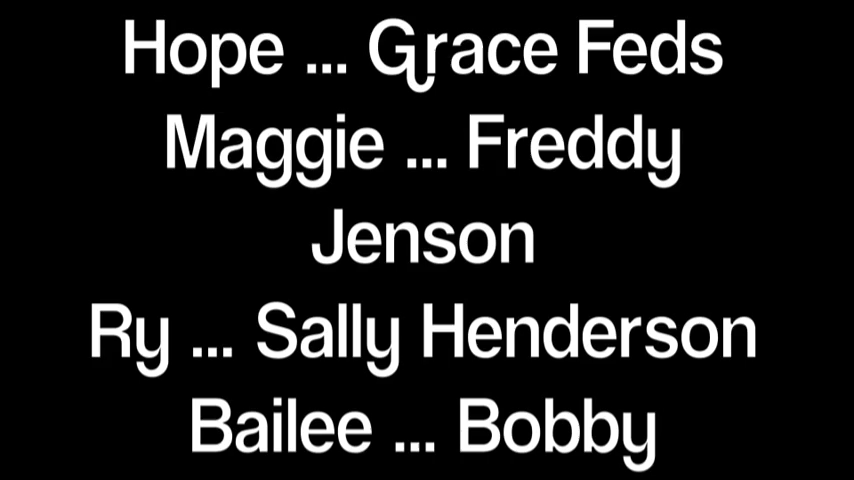 Hope ... Grace Feds
Maggie ... Freddy
Jenson
Ry ... Sally Henderson
Bailee ... Bobby